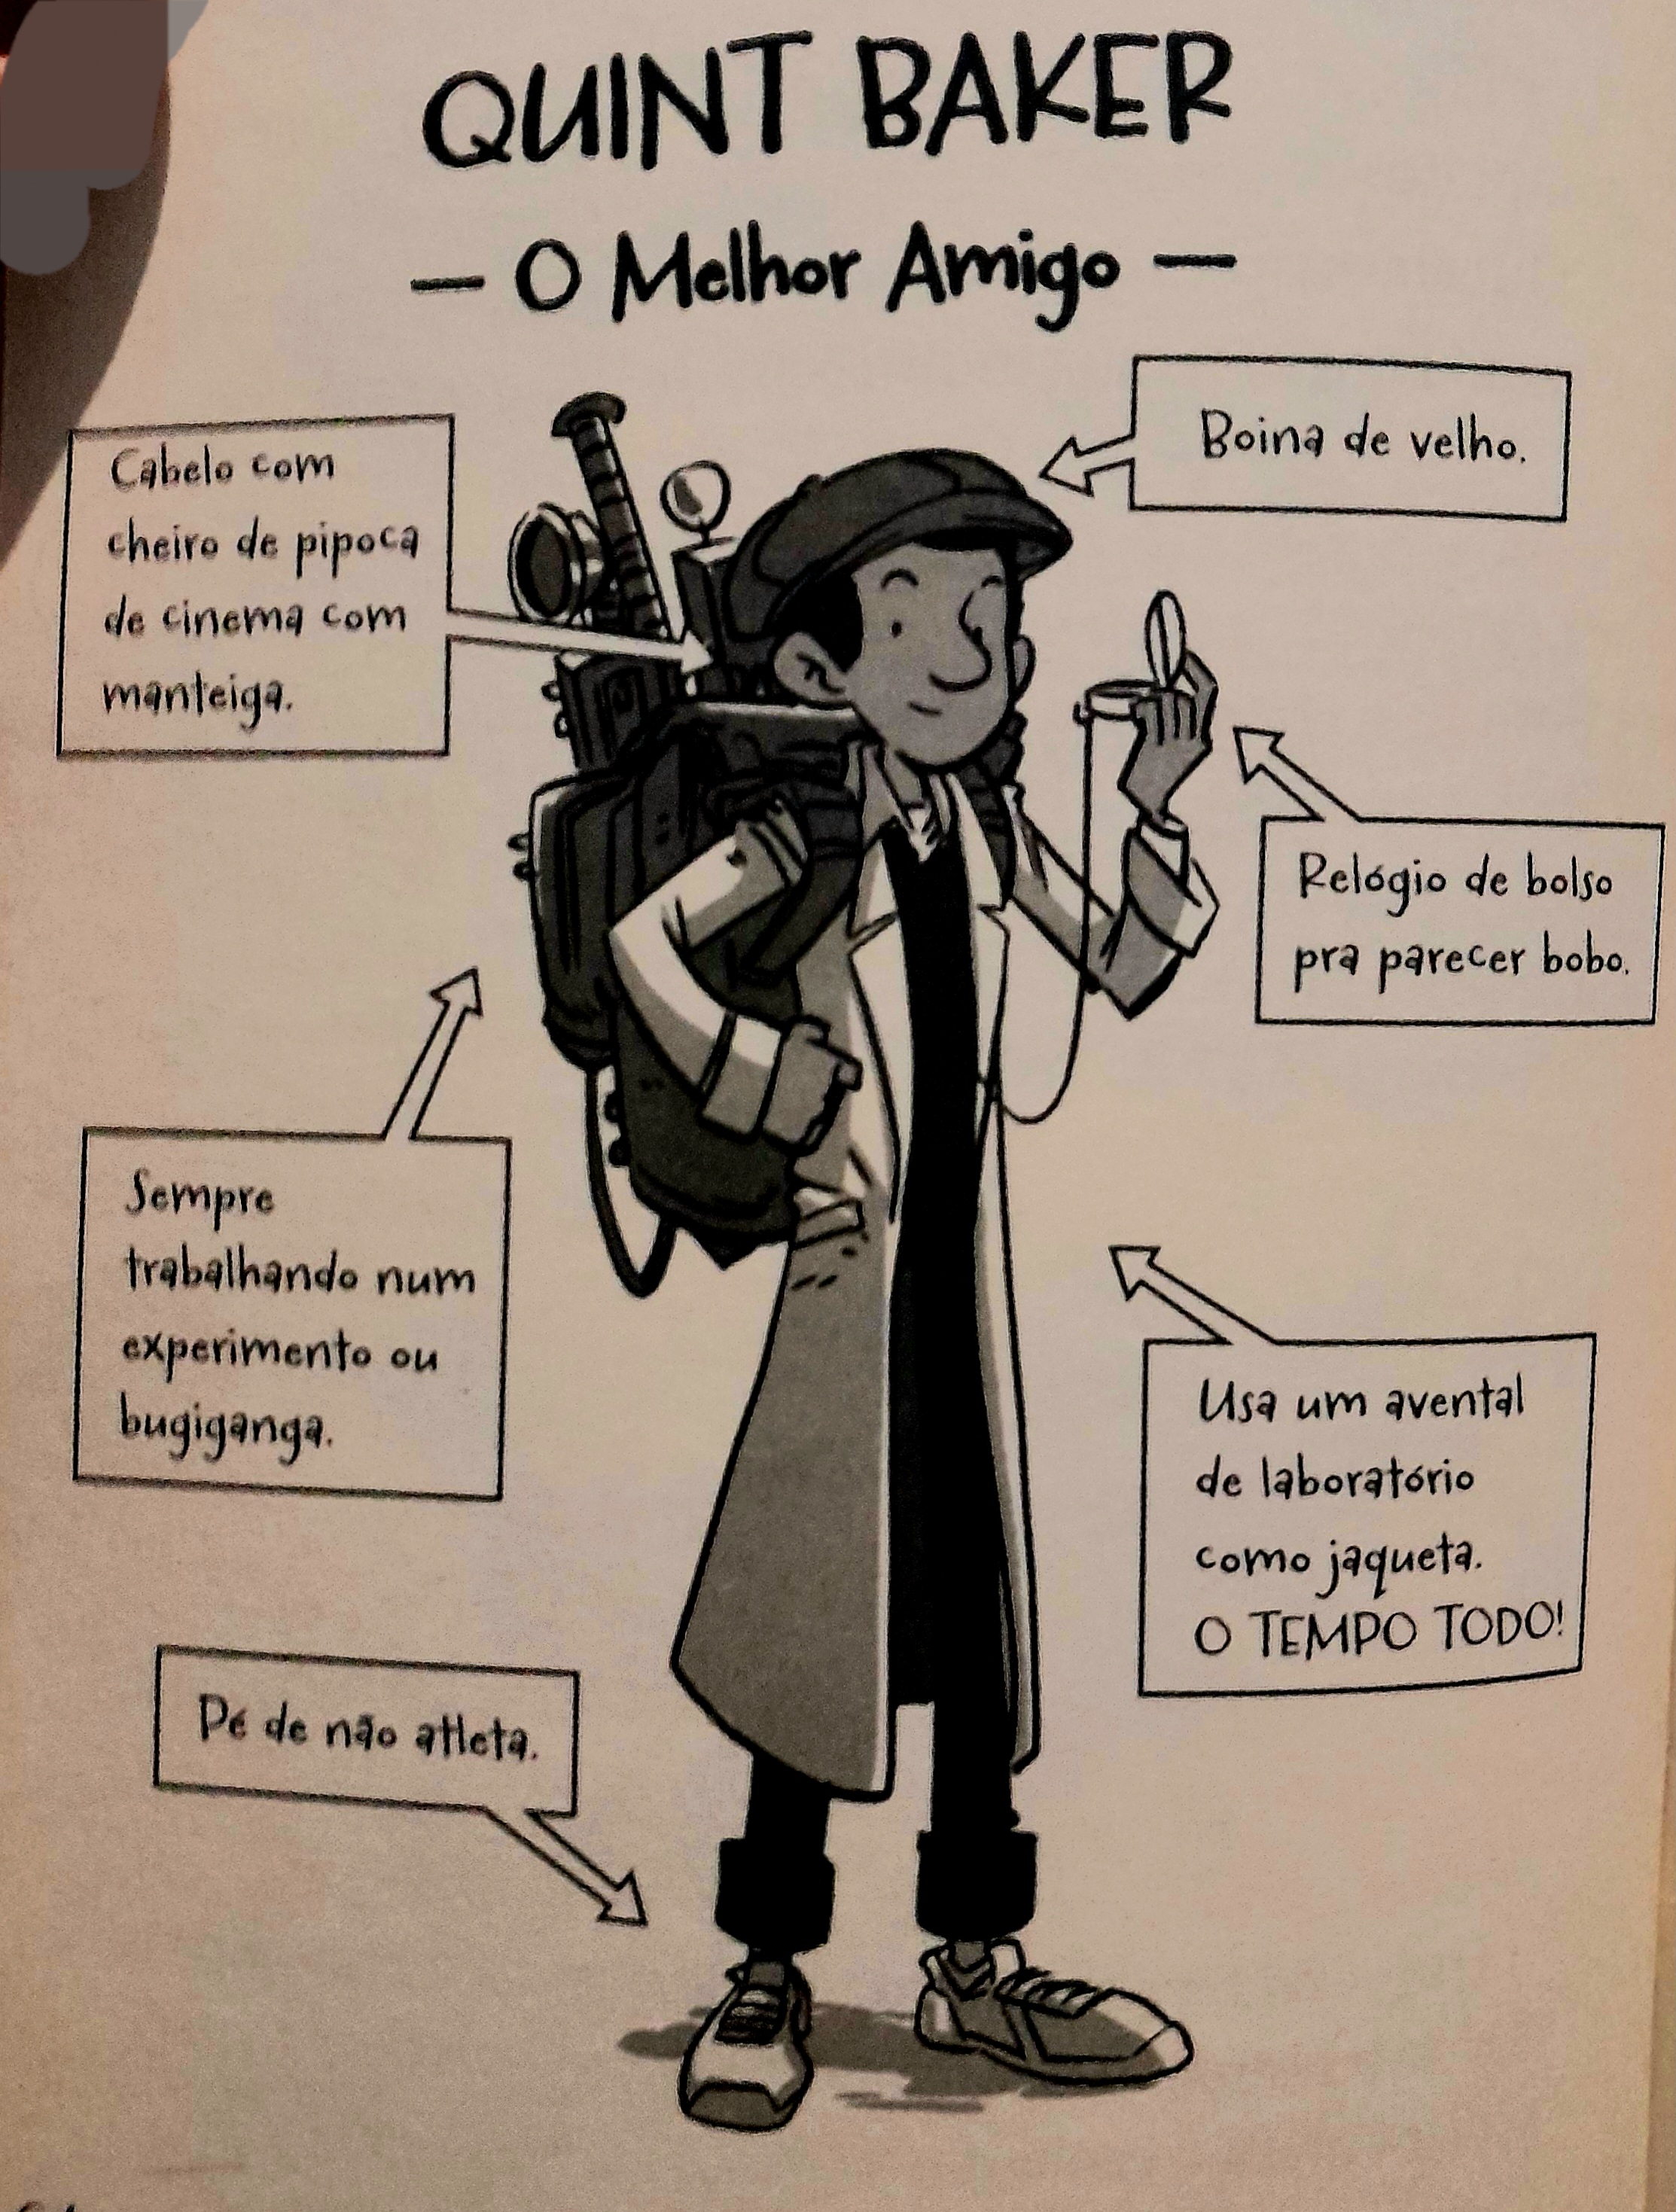 QUINT BAKER
— O Melhor Amigo —
Boina de velho.
Cabelo com
cheiro de pipoca
de cinema com
manteiga.
Relógio de bolso
pra parecer bobo.
Sempre
trabalhando num
experimento ou
bugiganga.
Usa um avental
de laboratório
como jaqueta.
O TEMPO TODO!
Pé de não atleta.